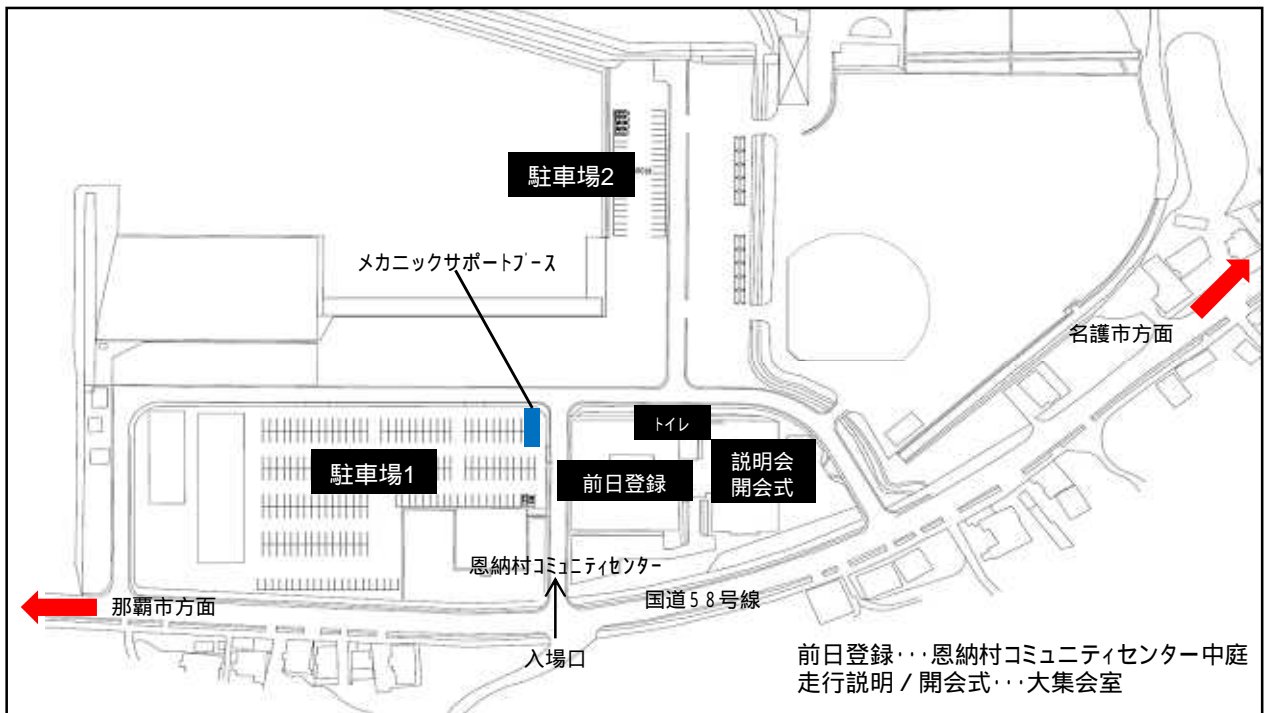 駐車場2
メカニックサポートブース
名護市方面
トイレ
説明会
開会式
駐車場1
前日登録
恩納村コミュニティセンター
国道58号線
那覇市方面
入場口
前日登録･･･恩納村コミュニティセンター中庭
走行説明/開会式･･･大集会室